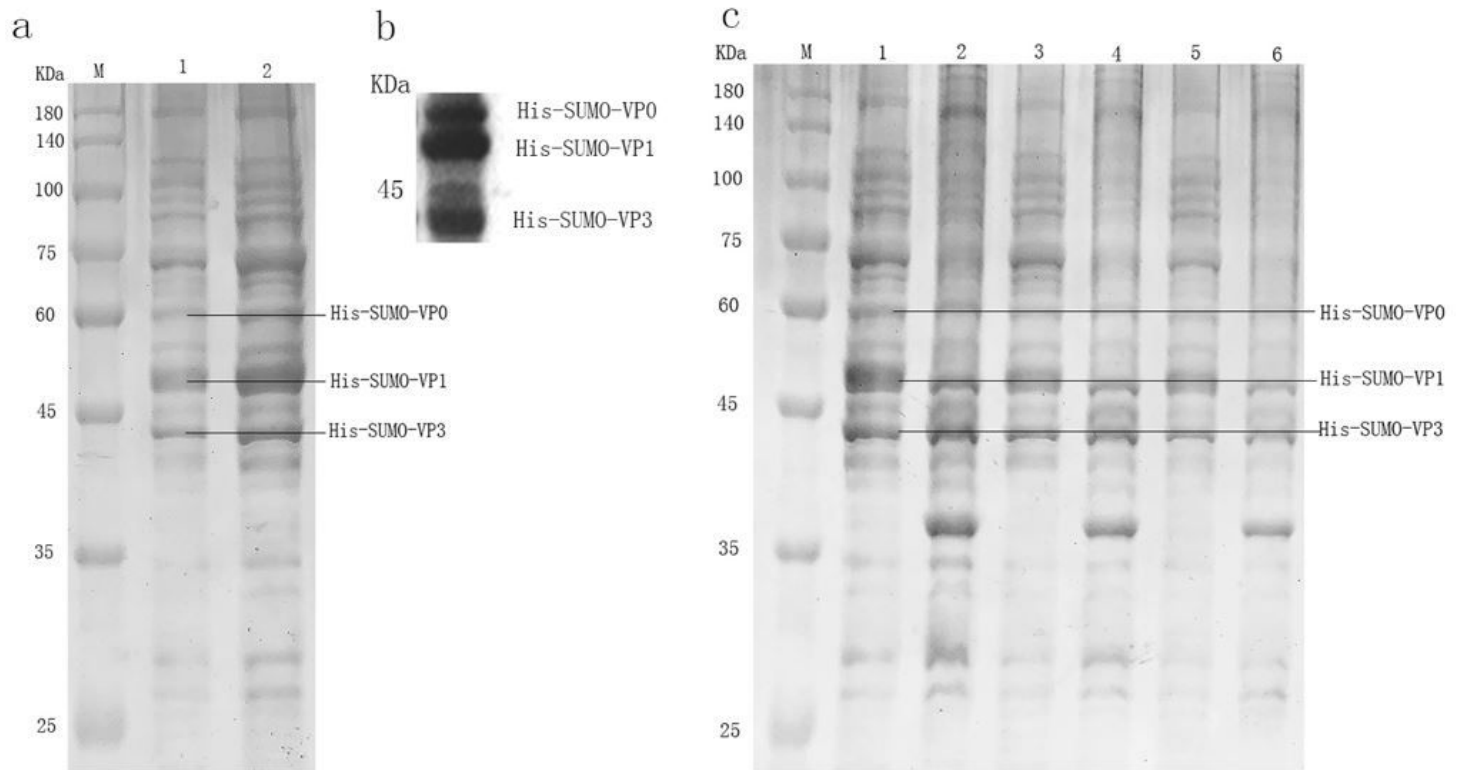 a
KDa M 1 2
180
140
100
75
60
45
35
25
His-SUMO-VP0
His-SUMO-VP1
His-SUMO-VP3
b
KDa
45
His-SUMO-VP0
His-SUMO-VP1
His-SUMO-VP3
c
KDa M 1 2 3 4 5 6
180
140
100
75
60
45
35
25
His-SUMO-VP0
His-SUMO-VP1
His-SUMO-VP3